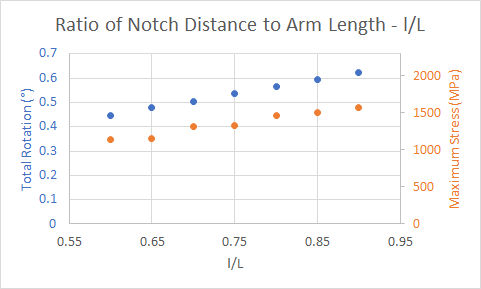 Ratio of Notch Distance to Arm Length - l/L
0.7
0.6
0.5
0.4
0.3
0.2
0.1
0
Total Rotation (°)
2000
1500
1000
500
0
Maximum Stress (MPa)
0.55 0.65 0.75 0.85 0.95
l/L